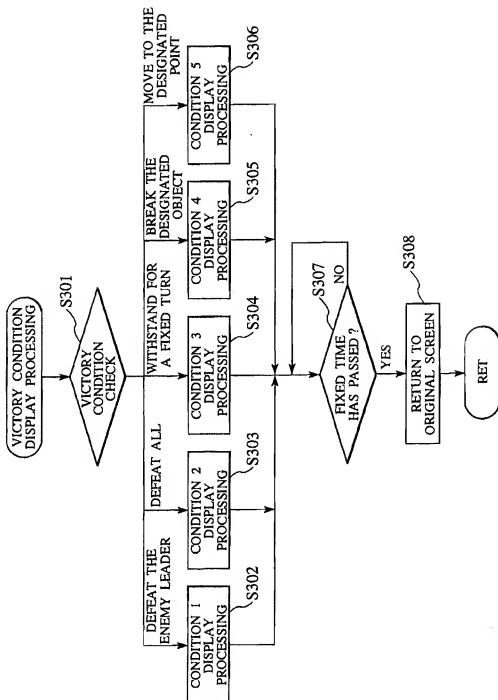 VICTORY CONDITION
DISPLAY PROCESSING
S301
VICTORY
CONDITION
CHECK
DEFEAT THE
ENEMY LEADER
DEFEAT ALL
WITHSTAND FOR
A FIXED TURN
BREAK THE
DESIGNATED
OBJECT
MOVE TO THE
DESIGNATED
POINT
CONDITION 1
DISPLAY
PROCESSING
S302
CONDITION 2
DISPLAY
PROCESSING
S303
CONDITION 3
DISPLAY
PROCESSING
S304
CONDITION 4
DISPLAY
PROCESSING
S305
CONDITION 5
DISPLAY
PROCESSING
S306
S307
FIXED TIME
HAS PASSED ?
NO
YES
S308
RETURN TO
ORIGINAL SCREEN
RET